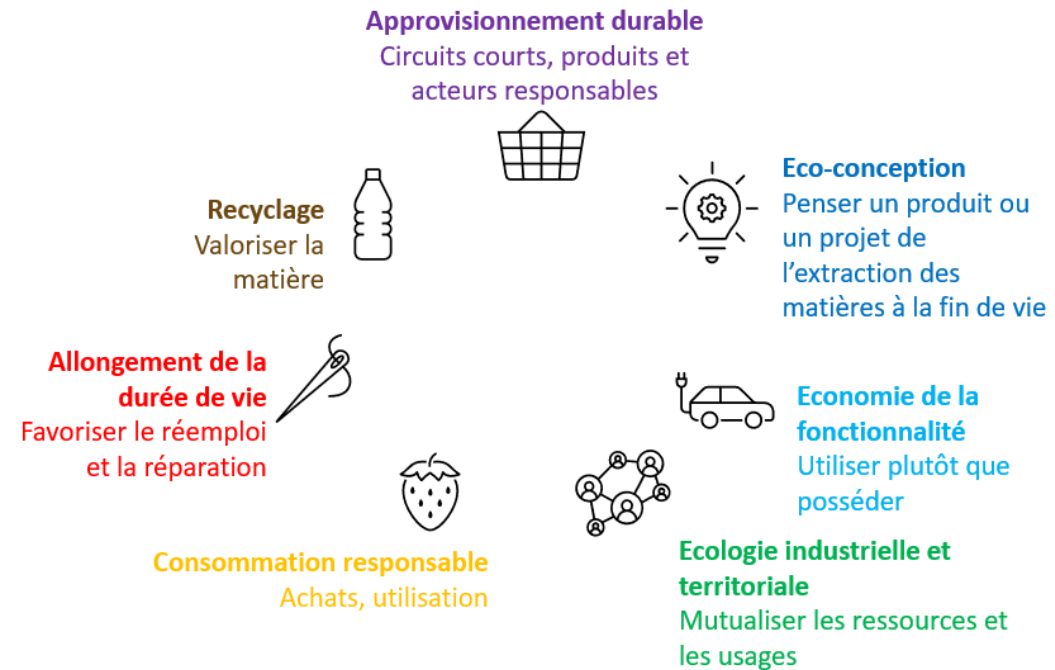 Approvisionnement durable
Circuits courts, produits et
acteurs responsables
Eco-conception
Penser un produit ou
un projet de
l’extraction des
matières à la fin de vie
Economie de la
fonctionnalité
Utiliser plutôt que
posséder
Ecologie industrielle et
territoriale
Mutualiser les ressources et
les usages
Consommation responsable
Achats, utilisation
Allongement de la
durée de vie
Favoriser le réemploi
et la réparation
Recyclage
Valoriser la
matière